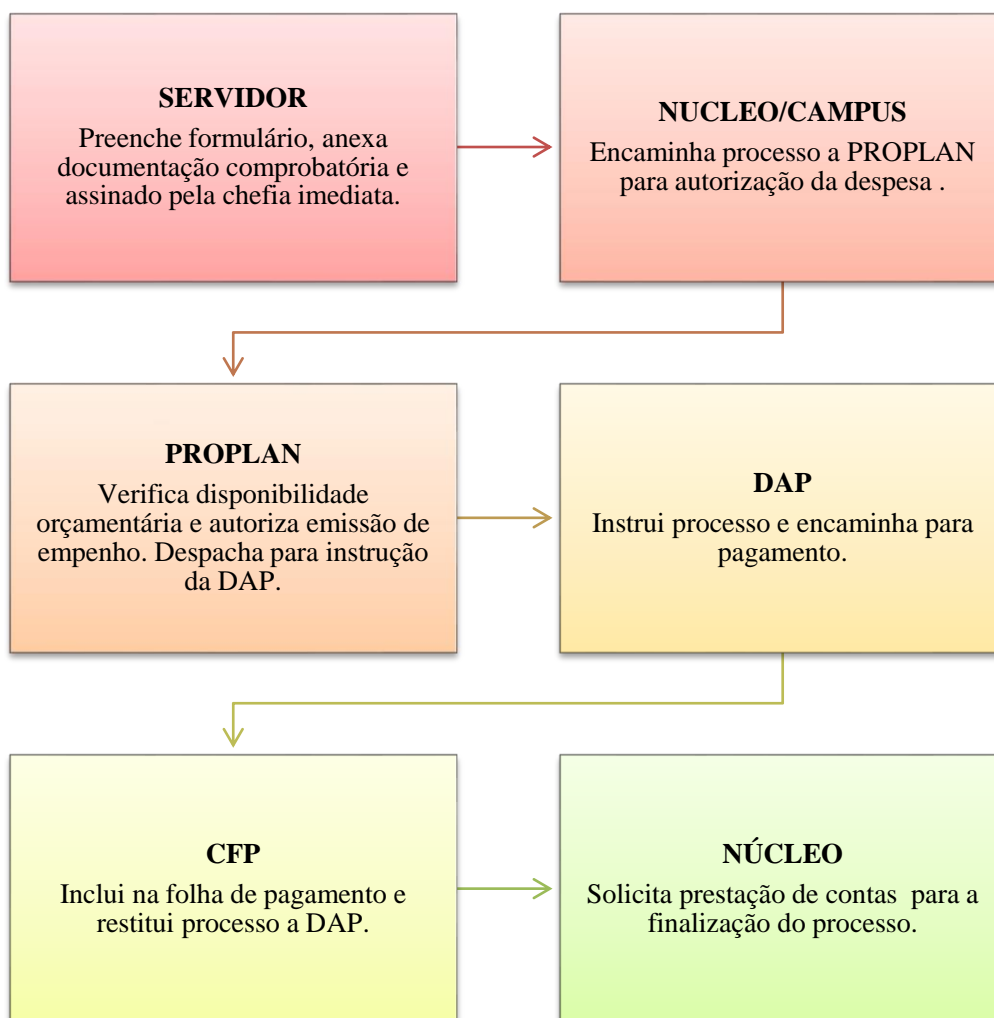 SERVIDOR
Preenche formulário, anexa
documentação comprobatória e
assinado pela chefia imediata.
NUCLEO/CAMPUS
Encaminha processo a PROPLAN
para autorização da despesa .
PROPLAN
Verifica disponibilidade
orçamentária e autoriza emissão de
empenho. Despacha para instrução
da DAP.
DAP
Instrui processo e encaminha para
pagamento.
CFP
Inclui na folha de pagamento e
restitui processo a DAP.
NÚCLEO
Solicita prestação de contas  para a
finalização do processo.